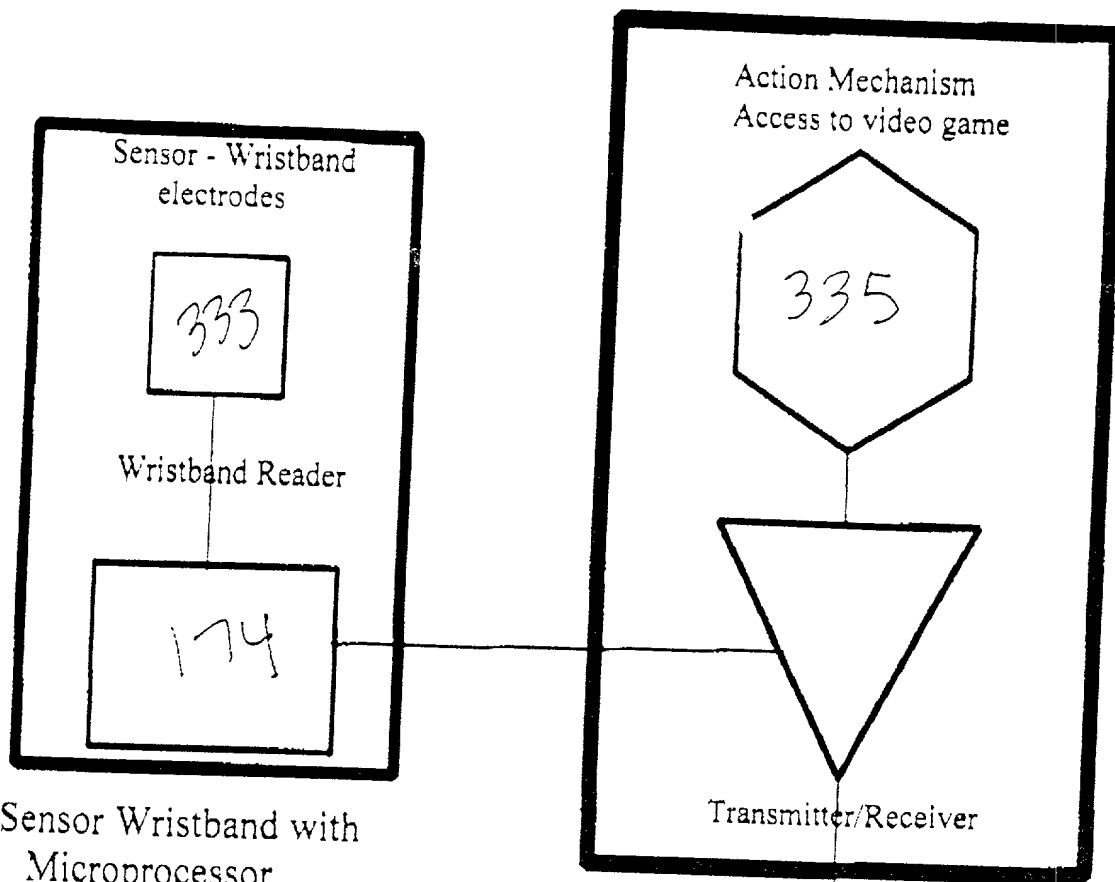 Sensor - Wristband
electrodes
333
Wristband Reader
174
Sensor Wristband with
Microprocessor
Action Mechanism
Access to video game
335
Transmitter/Receiver